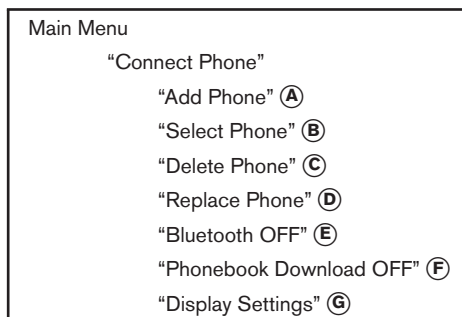 Main Menu
“Connect Phone”
“Add Phone” Ⓐ
“Select Phone” Ⓑ
“Delete Phone” Ⓒ
“Replace Phone” Ⓓ
“Bluetooth OFF” Ⓔ
“Phonebook Download OFF” Ⓕ
“Display Settings” Ⓖ